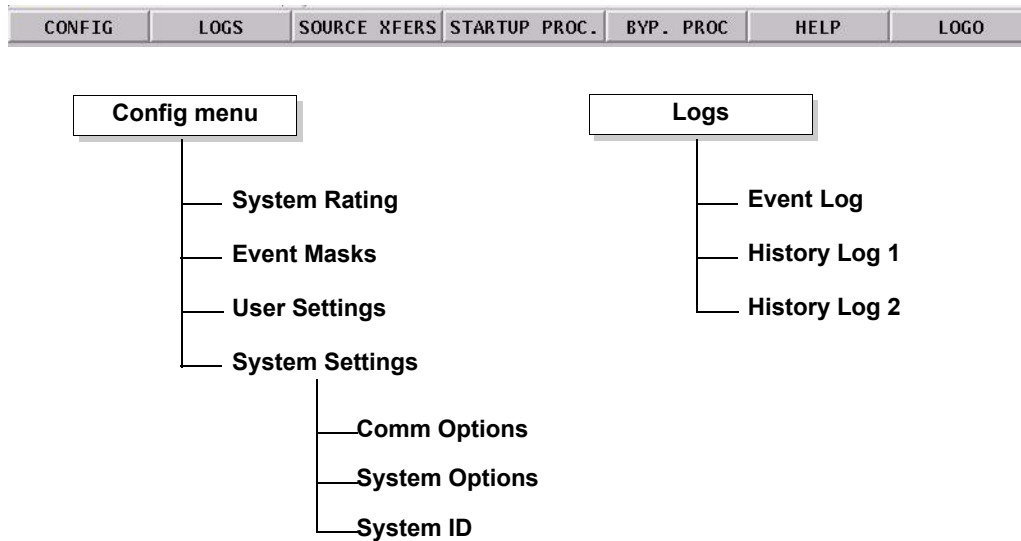 CONFIG LOGS SOURCE XFERS STARTUP PROC. BYP. PROC HELP LOGO
Config menu
System Rating
Event Masks
User Settings
System Settings
Comm Options
System Options
System ID
Logs
Event Log
History Log 1
History Log 2